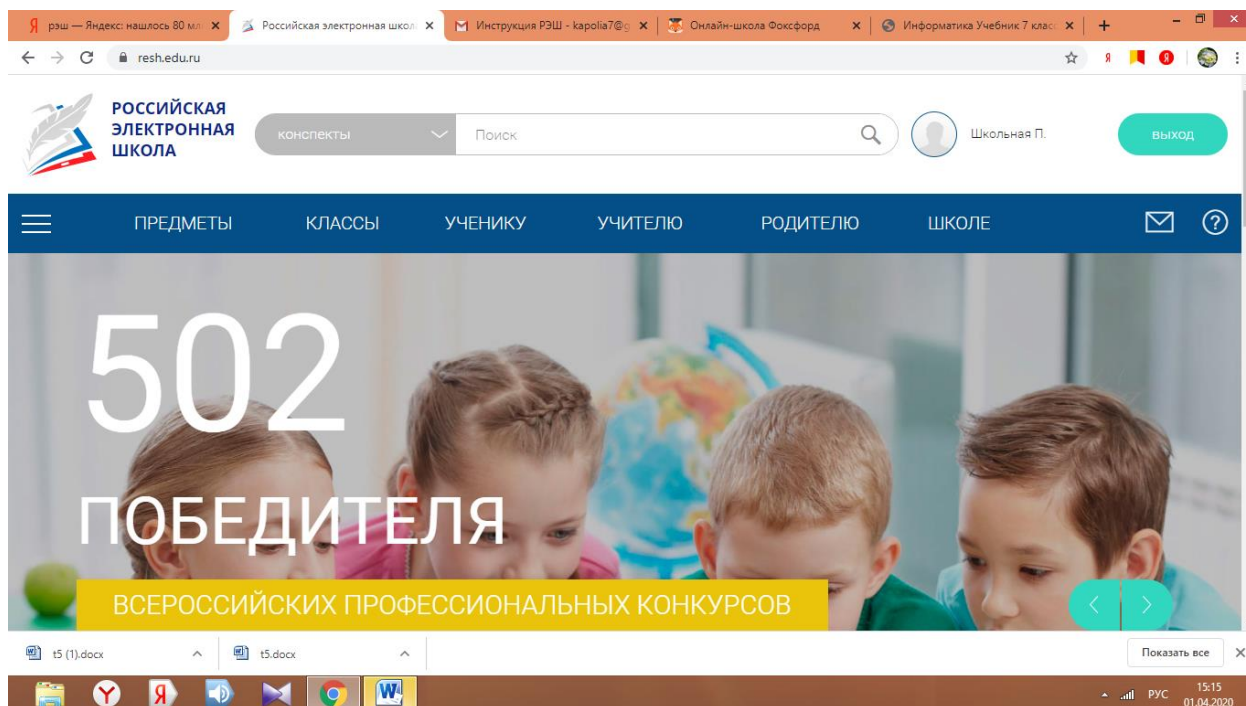 рэш — Яндекс: нашлось 80 мл
Российская электронная школ
Инструкция РЭШ - kapolia7@g
Онлайн-школа Фоксфорд
Информатика Учебник 7 клас
resh.edu.ru
РОССИЙСКАЯ
ЭЛЕКТРОННАЯ
ШКОЛА
конспекты
Поиск
Школьная П.
выход
ПРЕДМЕТЫ
КЛАССЫ
УЧЕНИКУ
УЧИТЕЛЮ
РОДИТЕЛЮ
ШКОЛЕ
502
ПОБЕДИТЕЛЯ
ВСЕРОССИЙСКИХ ПРОФЕССИОНАЛЬНЫХ КОНКУРСОВ
t5 (1).docx
t5.docx
Показать все
РУС
15:15
01.04.2020